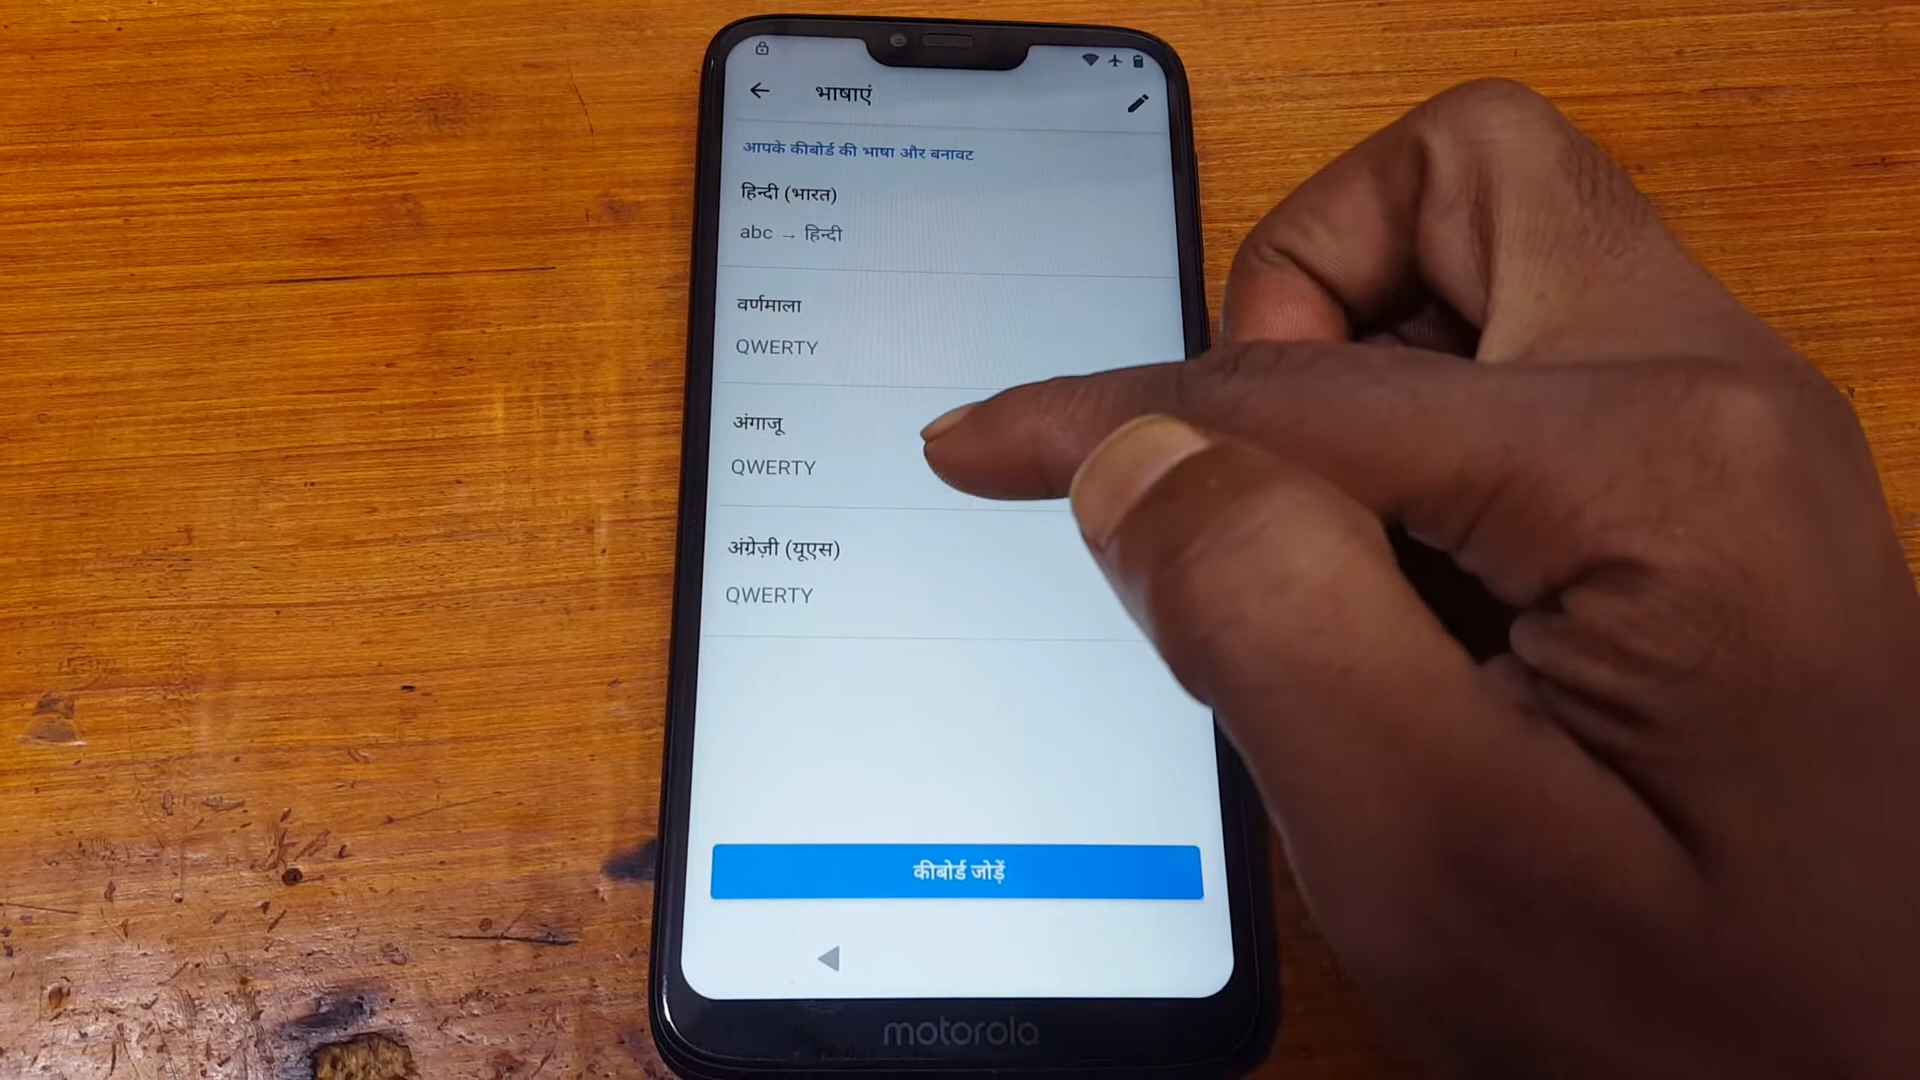 भाषाएं
आपके कीबोर्ड की भाषा और बनावट
हिन्दी (भारत)
abc → हिन्दी
वर्णमाला
QWERTY
अंगाजू
QWERTY
अंग्रेज़ी (यूएस)
QWERTY
कीबोर्ड जोड़ें
motorola